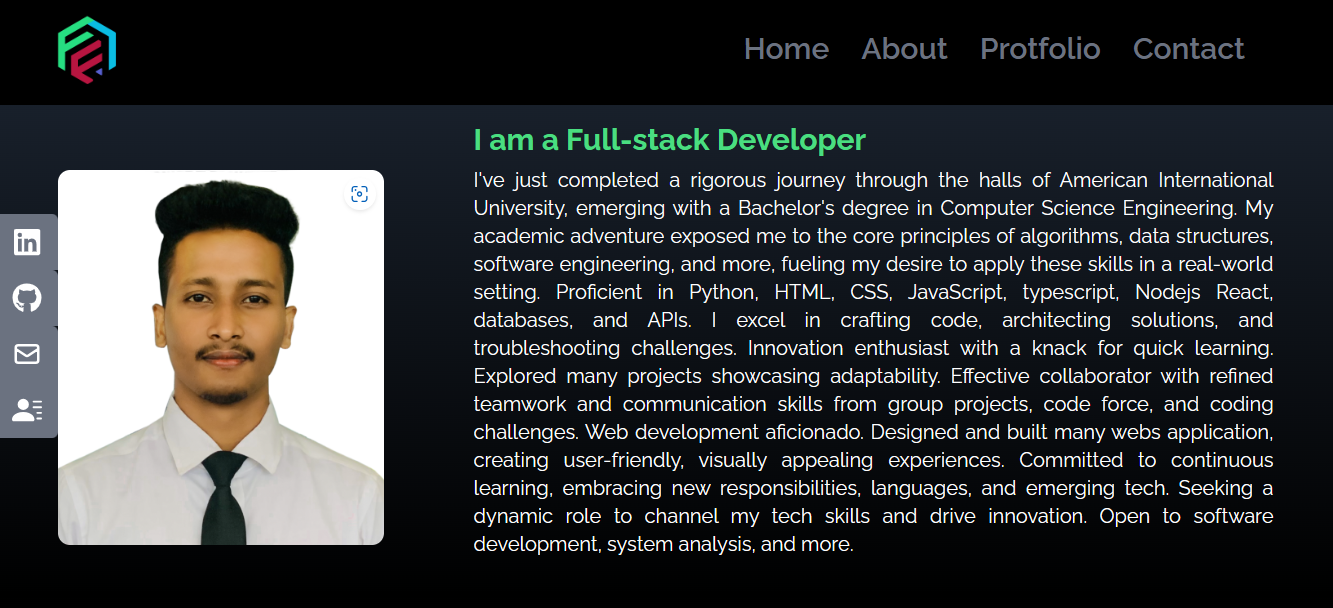 Home About Protfolio Contact
I am a Full-stack Developer
I've just completed a rigorous journey through the halls of American International
University, emerging with a Bachelor's degree in Computer Science Engineering. My
academic adventure exposed me to the core principles of algorithms, data structures,
software engineering, and more, fueling my desire to apply these skills in a real-world
setting. Proficient in Python, HTML, CSS, JavaScript, typescript, Nodejs React,
databases, and APIs. I excel in crafting code, architecting solutions, and
troubleshooting challenges. Innovation enthusiast with a knack for quick learning.
Explored many projects showcasing adaptability. Effective collaborator with refined
teamwork and communication skills from group projects, code force, and coding
challenges. Web development aficionado. Designed and built many webs application,
creating user-friendly, visually appealing experiences. Committed to continuous
learning, embracing new responsibilities, languages, and emerging tech. Seeking a
dynamic role to channel my tech skills and drive innovation. Open to software
development, system analysis, and more.
in